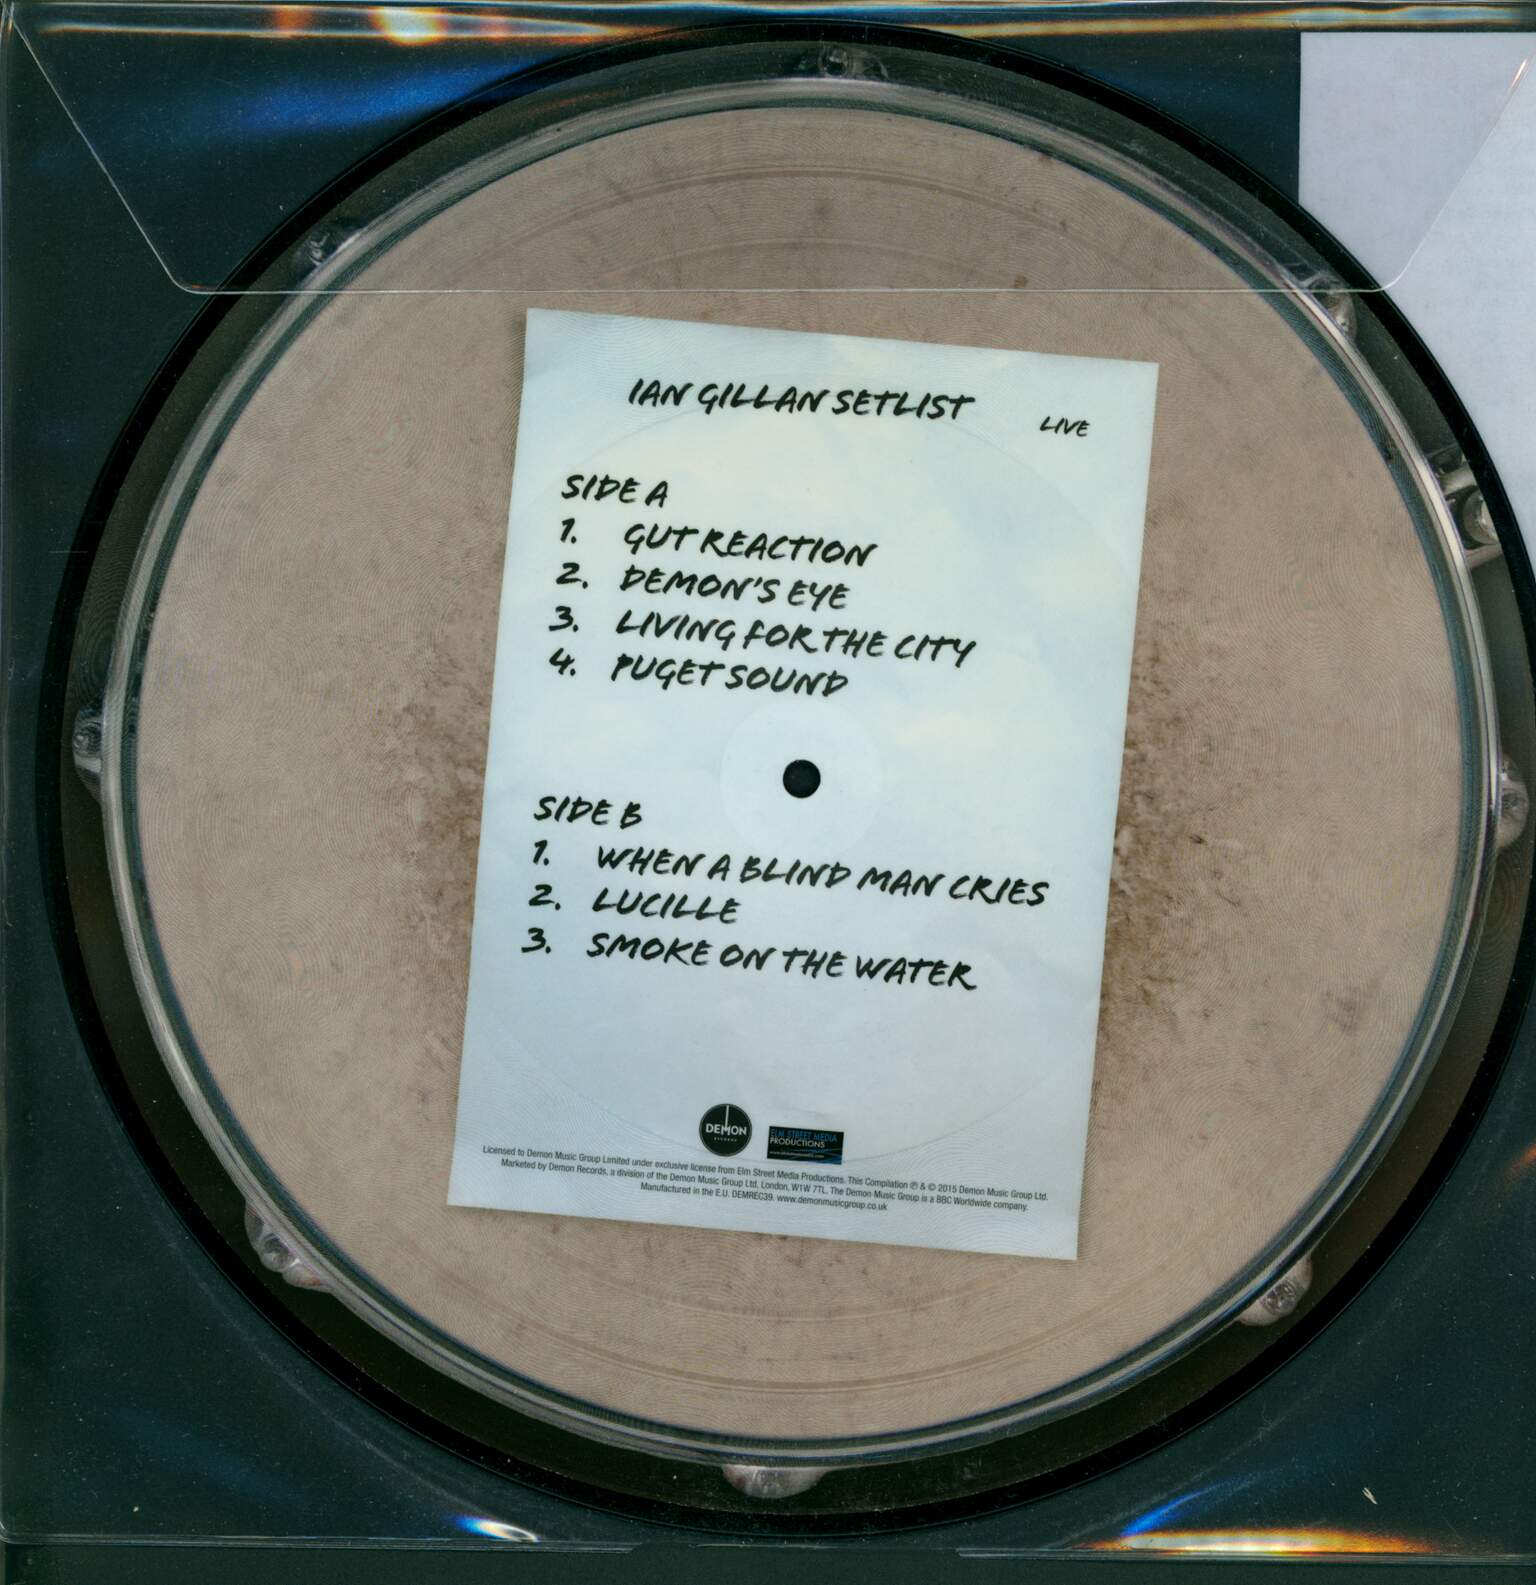 IAN GILLAN SETLIST
LIVE
SIDE A
1. GUT REACTION
2. DEMON'S EYE
3. LIVING FOR THE CITY
4. PUGET SOUND
SIDE B
1. WHEN A BLIND MAN CRIES
2. LUCILLE
3. SMOKE ON THE WATER
DEMON
RECORDS
ELM STREET MEDIA
PRODUCTIONS
Licensed to Demon Music Group Limited under exclusive license from Elm Street Media Productions. This Compilation ℗ & © 2015 Demon Music Group Ltd.
Marketed by Demon Records, a division of the Demon Music Group Ltd, London, W1W 7TL. The Demon Music Group is a BBC Worldwide company.
Manufactured in the E.U. DEMREC39. www.demonmusicgroup.co.uk